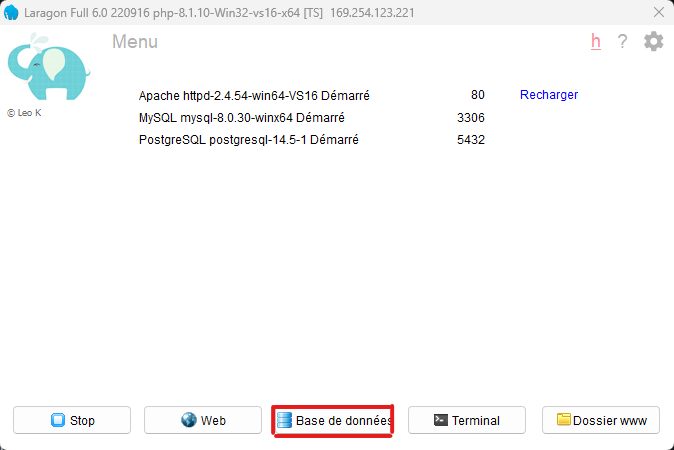 Laragon Full 6.0 220916 php-8.1.10-Win32-vs16-x64 [TS] 169.254.123.221
Menu h ?
© Leo K
Apache httpd-2.4.54-win64-VS16 Démarré 80 Recharger
MySQL mysql-8.0.30-winx64 Démarré 3306
PostgreSQL postgresql-14.5-1 Démarré 5432
Stop Web Base de données Terminal Dossier www